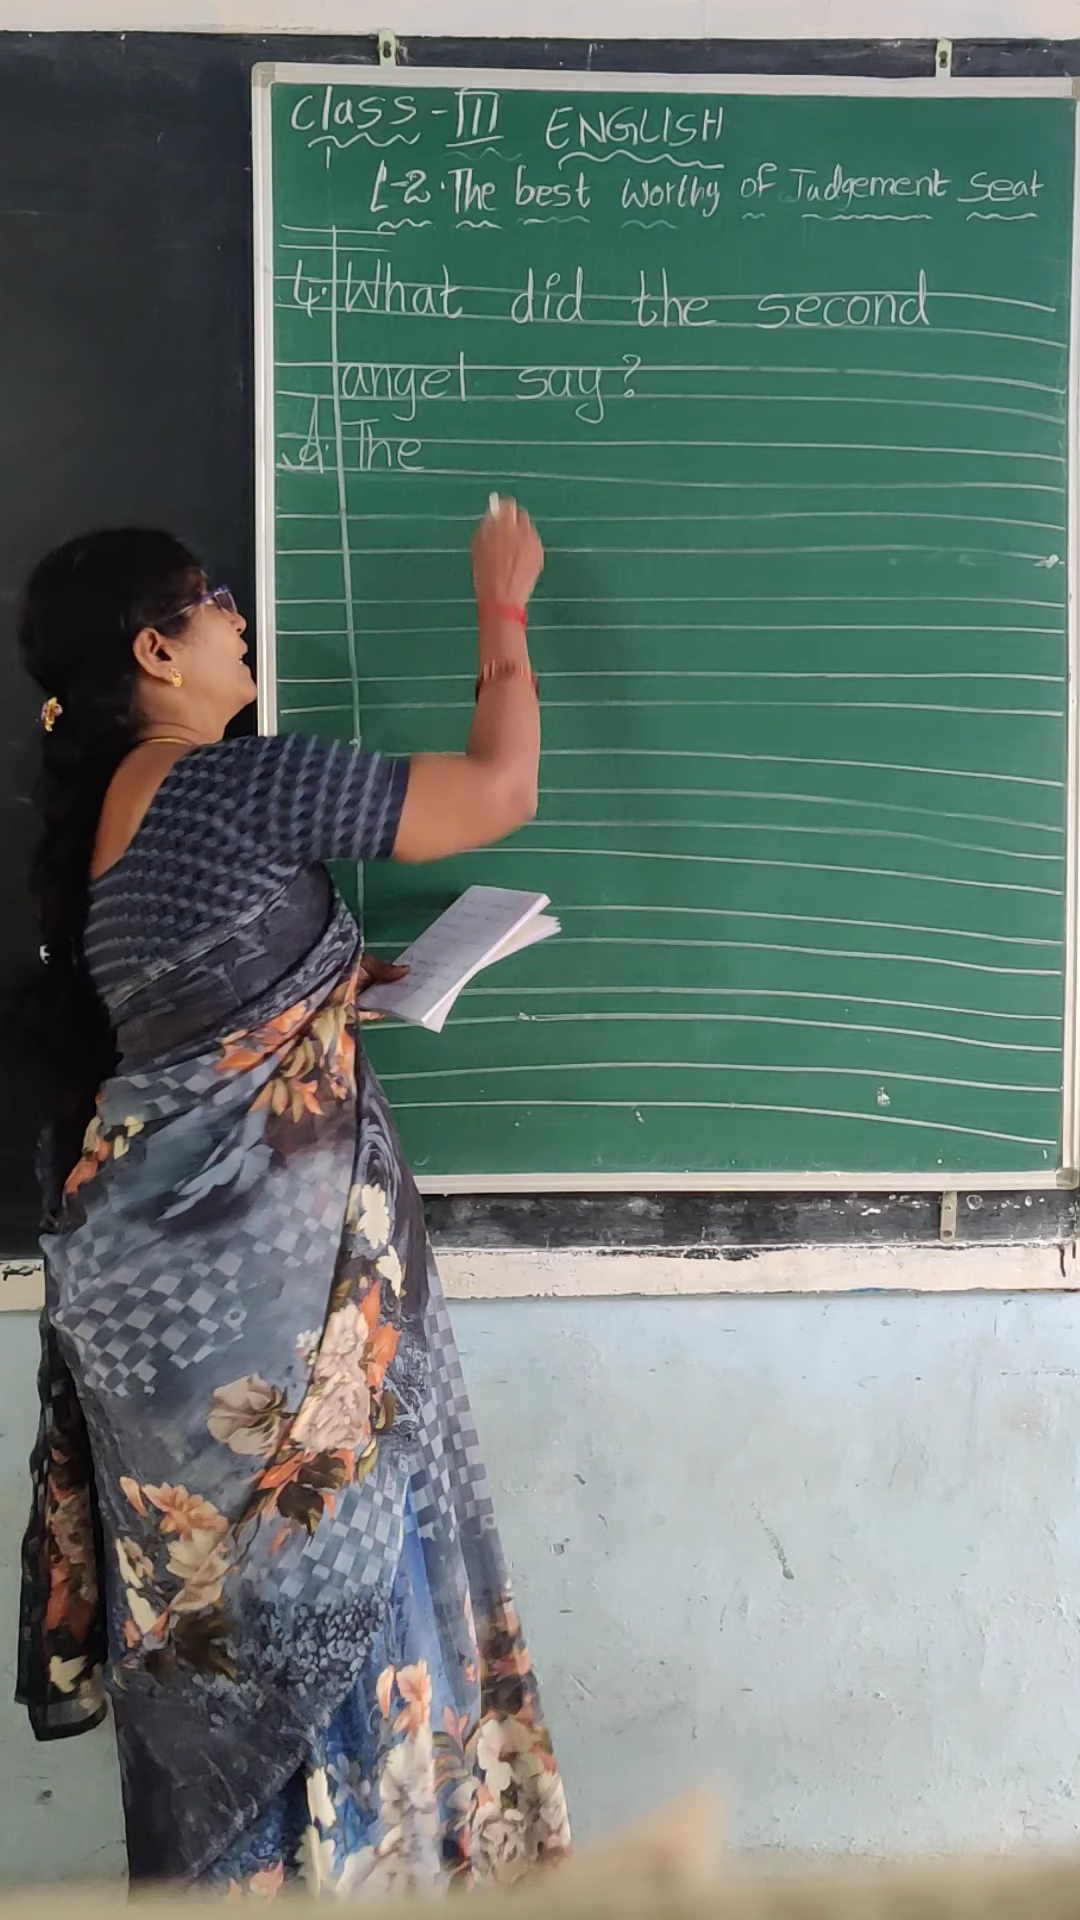 Class-III ENGLISH
L-2. The best worthy of Judgement Seat
4. What did the second
angel say?
A. The